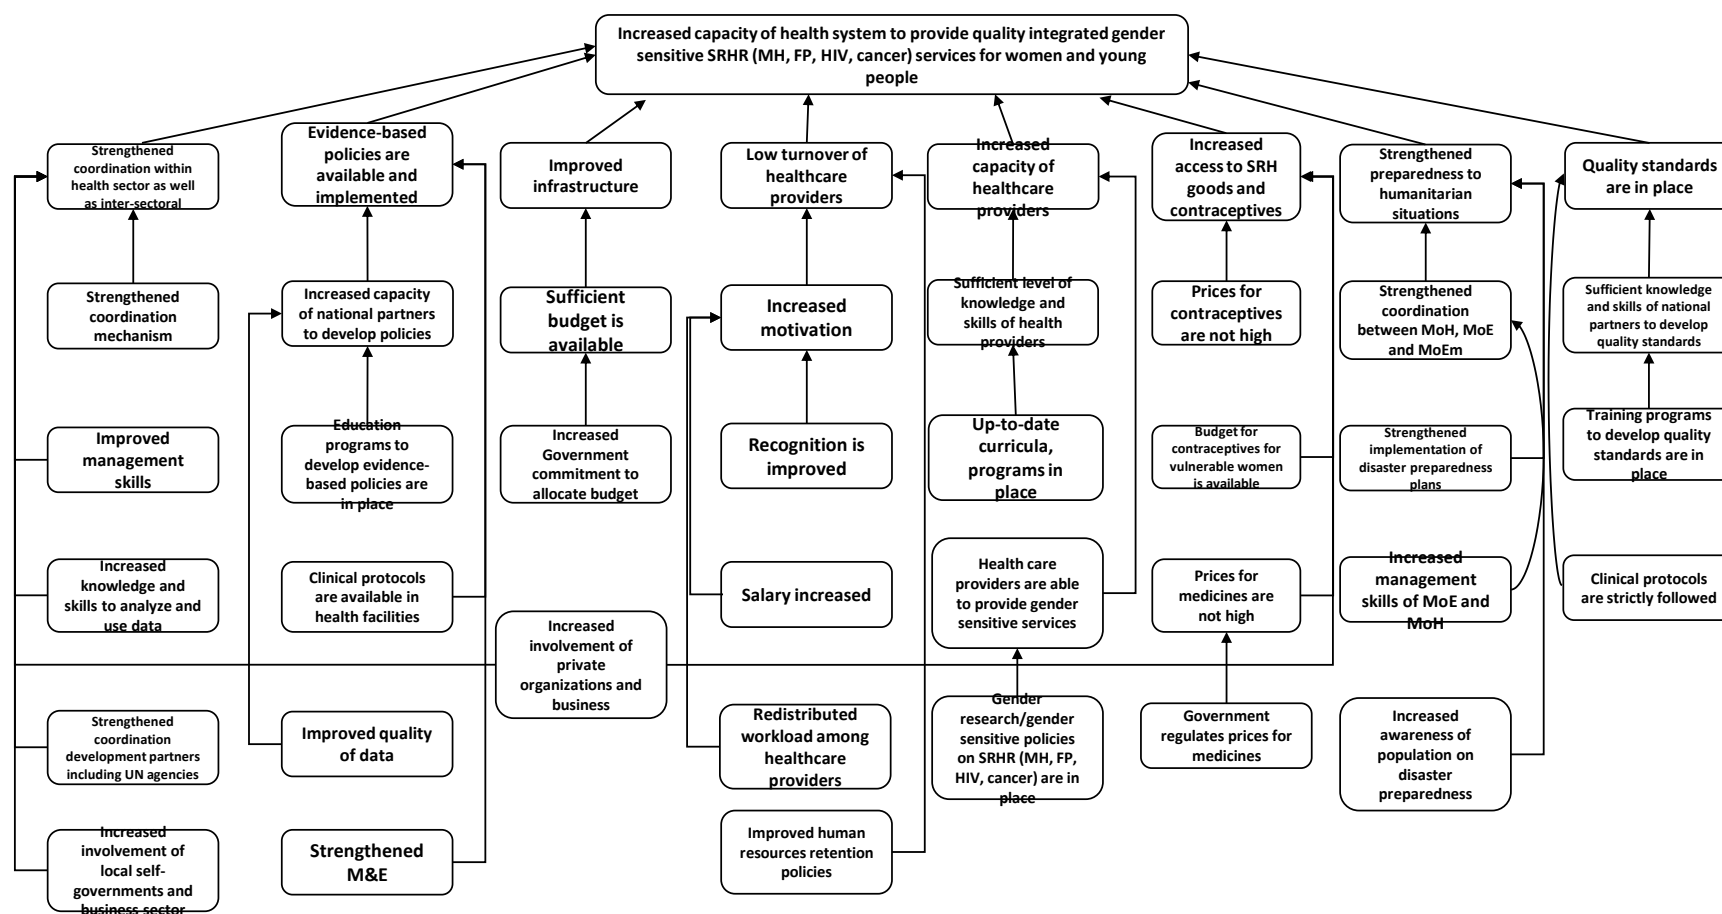 Increased capacity of health system to provide quality integrated gender
sensitive SRHR (MH, FP, HIV, cancer) services for women and young
people
Strengthened
coordination within
health sector as well
as inter-sectoral
Evidence-based
policies are
available and
implemented
Improved
infrastructure
Low turnover of
healthcare
providers
Increased
capacity of
healthcare
providers
Increased
access to SRH
goods and
contraceptives
Strengthened
preparedness to
humanitarian
situations
Quality standards
are in place
Strengthened
coordination
mechanism
Increased capacity
of national partners
to develop policies
Sufficient
budget is
available
Increased
motivation
Sufficient level of
knowledge and
skills of health
providers
Prices for
contraceptives
are not high
Strengthened
coordination
between MoH, MoE
and MoEm
Sufficient knowledge
and skills of national
partners to develop
quality standards
Improved
management
skills
Education
programs to
develop evidence-
based policies are
in place
Increased
Government
commitment to
allocate budget
Recognition is
improved
Up-to-date
curricula,
programs in
place
Budget for
contraceptives for
vulnerable women
is available
Strengthened
implementation of
disaster preparedness
plans
Training programs
to develop quality
standards are in
place
Increased
knowledge and
skills to analyze and
use data
Clinical protocols
are available in
health facilities
Increased
involvement of
private
organizations and
business
Salary increased
Health care
providers are able
to provide gender
sensitive services
Prices for
medicines are
not high
Increased
management
skills of MoE and
MoH
Clinical protocols
are strictly followed
Strengthened
coordination
development partners
including UN agencies
Improved quality
of data
Redistributed
workload among
healthcare
providers
Gender
research/gender
sensitive policies
on SRHR (MH, FP,
HIV, cancer) are in
place
Government
regulates prices for
medicines
Increased
awareness of
population on
disaster
preparedness
Increased
involvement of
local self-
governments and
business sector
Strengthened
M&E
Improved human
resources retention
policies